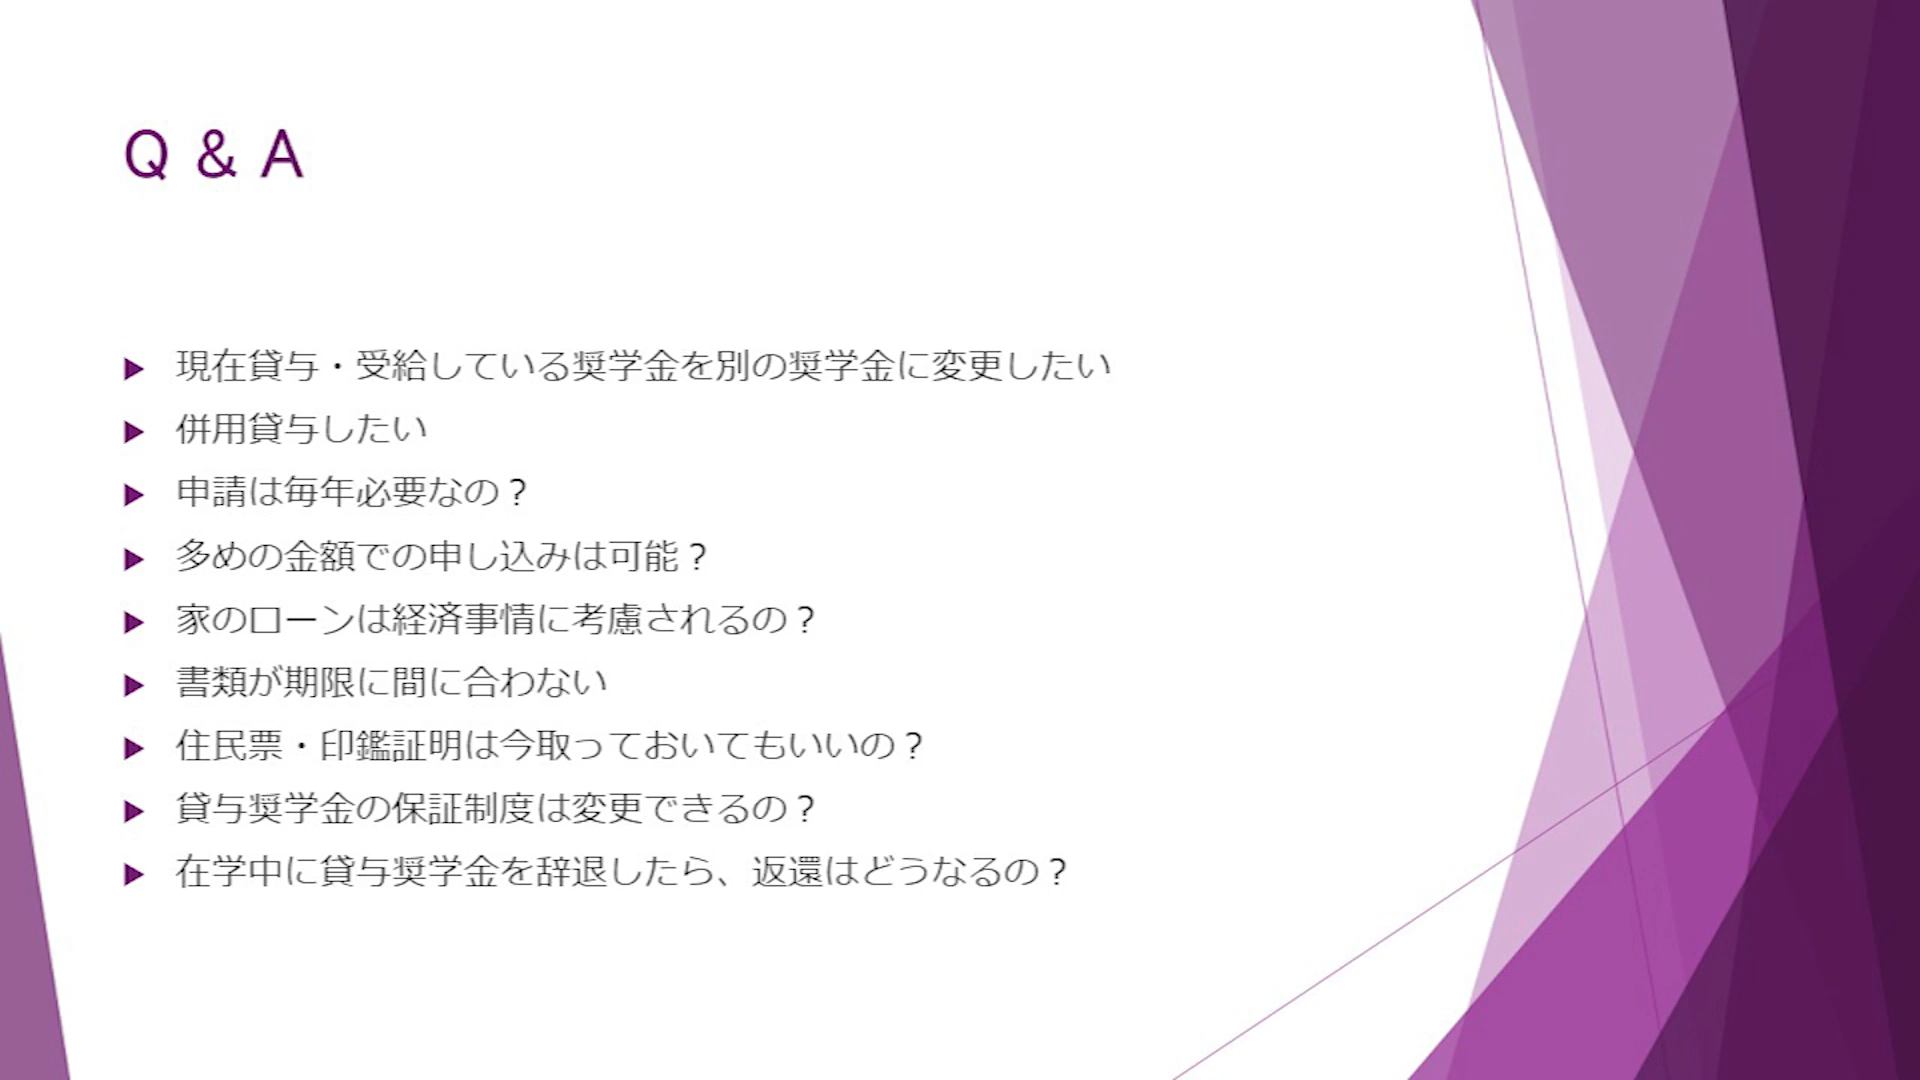 Q & A
現在貸与・受給している奨学金を別の奨学金に変更したい
併用貸与したい
申請は毎年必要なの？
多めの金額での申し込みは可能？
家のローンは経済事情に考慮されるの？
書類が期限に間に合わない
住民票・印鑑証明は今取っておいてもいいの？
貸与奨学金の保証制度は変更できるの？
在学中に貸与奨学金を辞退したら、返還はどうなるの？